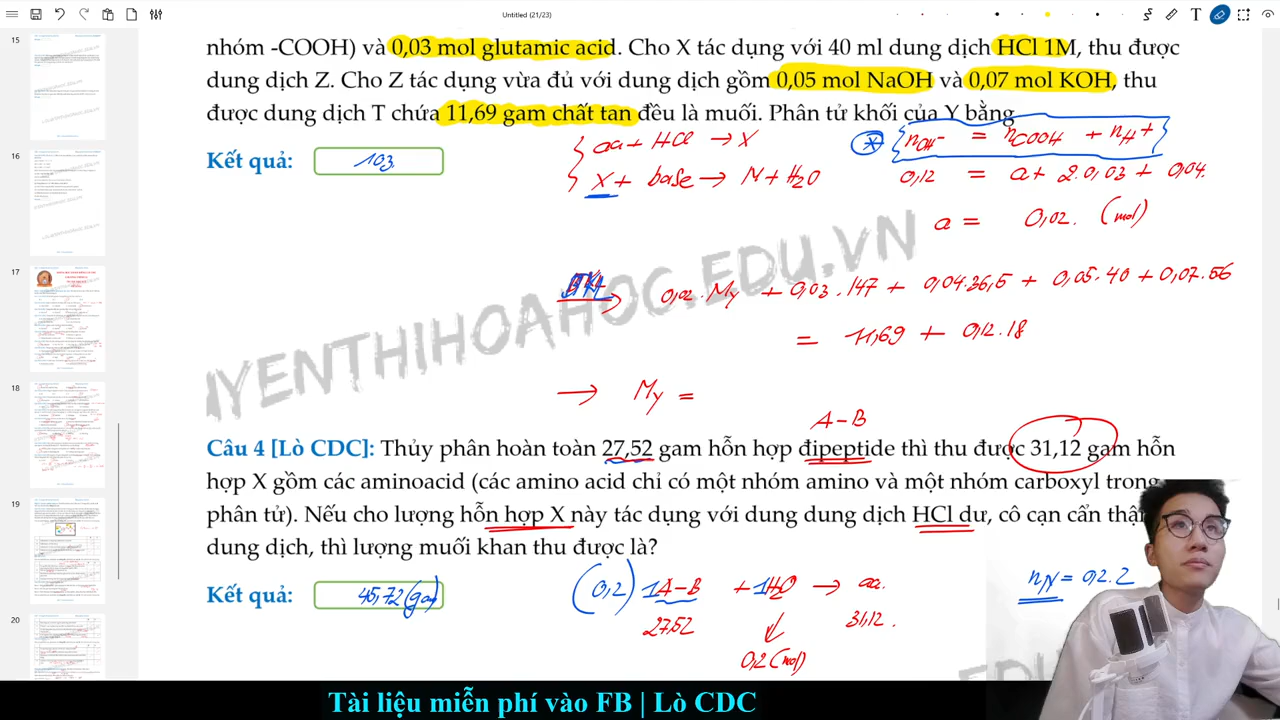 Untitled (21/23)
15
nhóm -COOH) và 0,03 mol glutamic acid. Cho X tác dụng với 40 ml dung dịch HCl 1M, thu được
dung dịch Z. Cho Z tác dụng vừa đủ với dung dịch gồm 0,05 mol NaOH và 0,07 mol KOH, thu
được dung dịch T chứa 11,69 gam chất tan đều là muối. Phân tử khối của Y bằng
aa + HCl → Y
nOH- = nCOOH + nH+
16
Kết quả: 103
X + base → M + H2O
0,12 = a + 2.0,03 + 0,04.
a = 0,02. (mol)
17
0,02. MY + 0,03.147 + 0,04.36,5 + 0,05.40 + 0,07.56
= 11,69 + 0,12.18
ENTHITHAHOC.EDU.VN
18
→ MY =
A-B
Câu 4 [Lò CDC]: Thủy phân hoàn toàn 27,52 gam hỗn hợp dipeptide thì thu được 31,12 gam hỗn
hợp X gồm các aminoacid (các amino acid chỉ có một nhóm amino và một nhóm carboxyl trong
19
phân tử). Nếu cho lượng hỗn hợp X này tác dụng với dung dịch HCl dư, cô cạn cẩn thận
dung dịch, lượng muối khan thu được là?
Kết quả: 45,72 (gam)
(0,2) 1A-B + 1H2O → aa.
nN = 0,2.2
20
27,52
31,12.
0,2 (mol)
Tài liệu miễn phí vào FB | Lò CDC